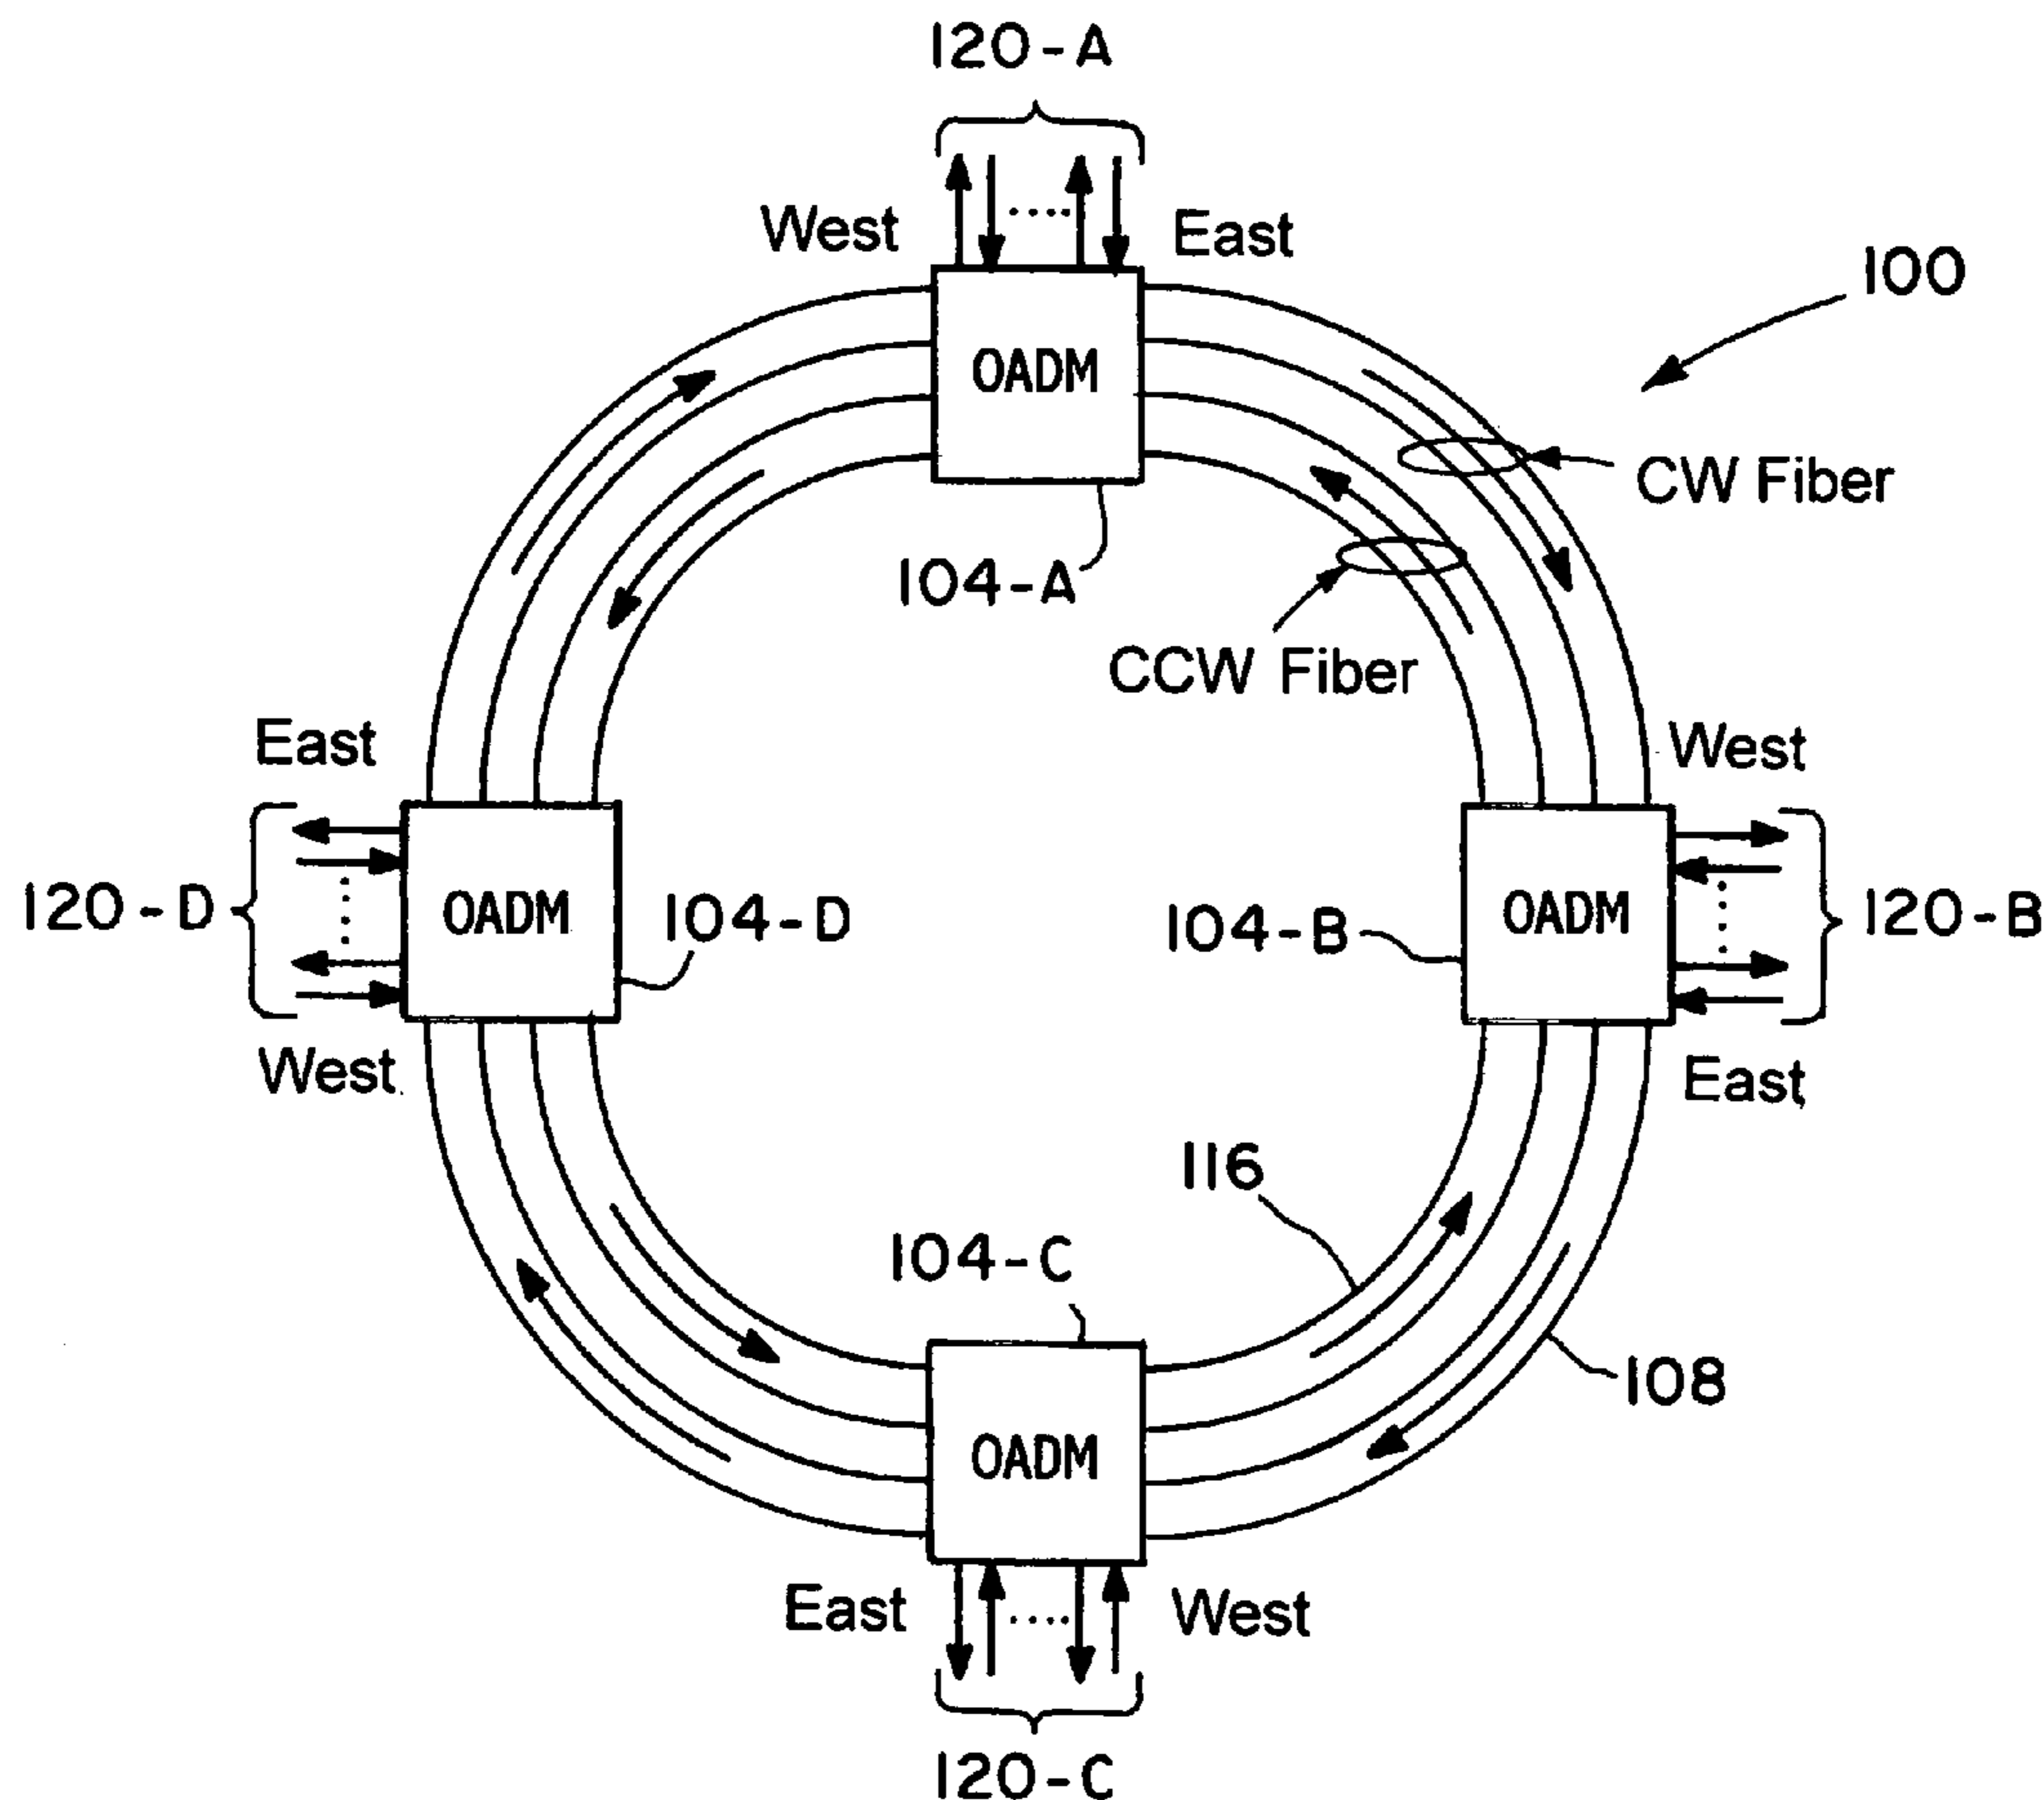 120-A
West
East
100
OADM
CW Fiber
104-A
CCW Fiber
East
West
120-D
OADM
104-D
104-B
OADM
120-B
West
East
116
104-C
108
OADM
East
West
120-C